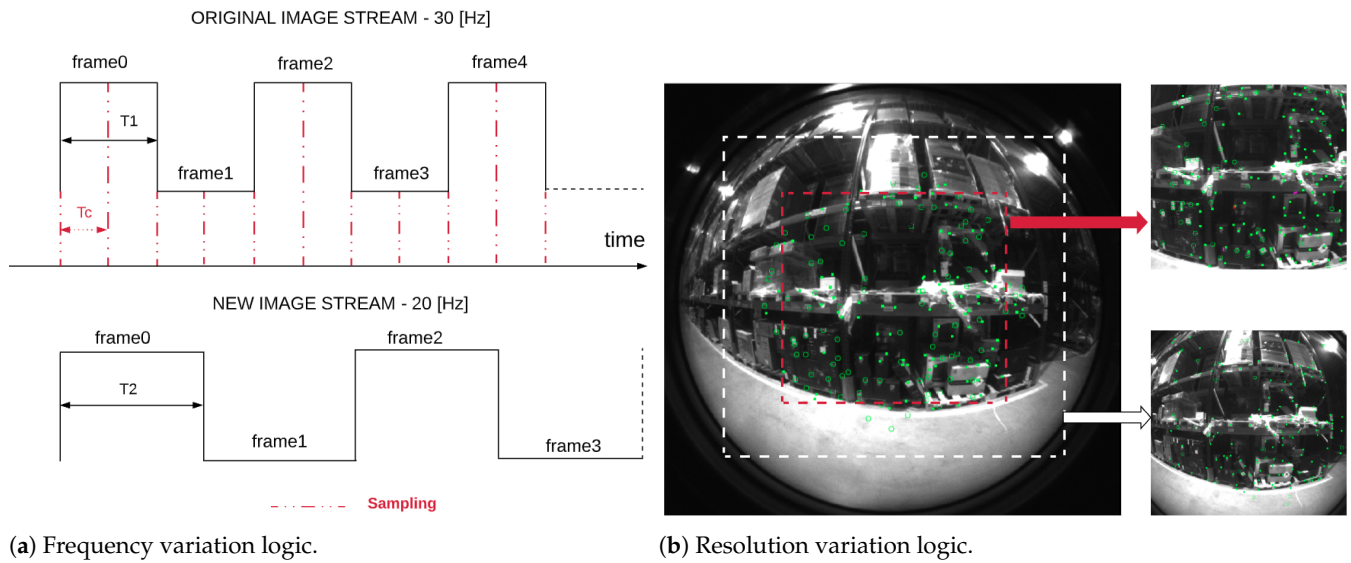 ORIGINAL IMAGE STREAM - 30 [Hz]
frame0
frame2
frame4
T1
frame1
frame3
Tc
time
NEW IMAGE STREAM - 20 [Hz]
frame0
frame2
T2
frame1
frame3
Sampling
(a) Frequency variation logic.
(b) Resolution variation logic.